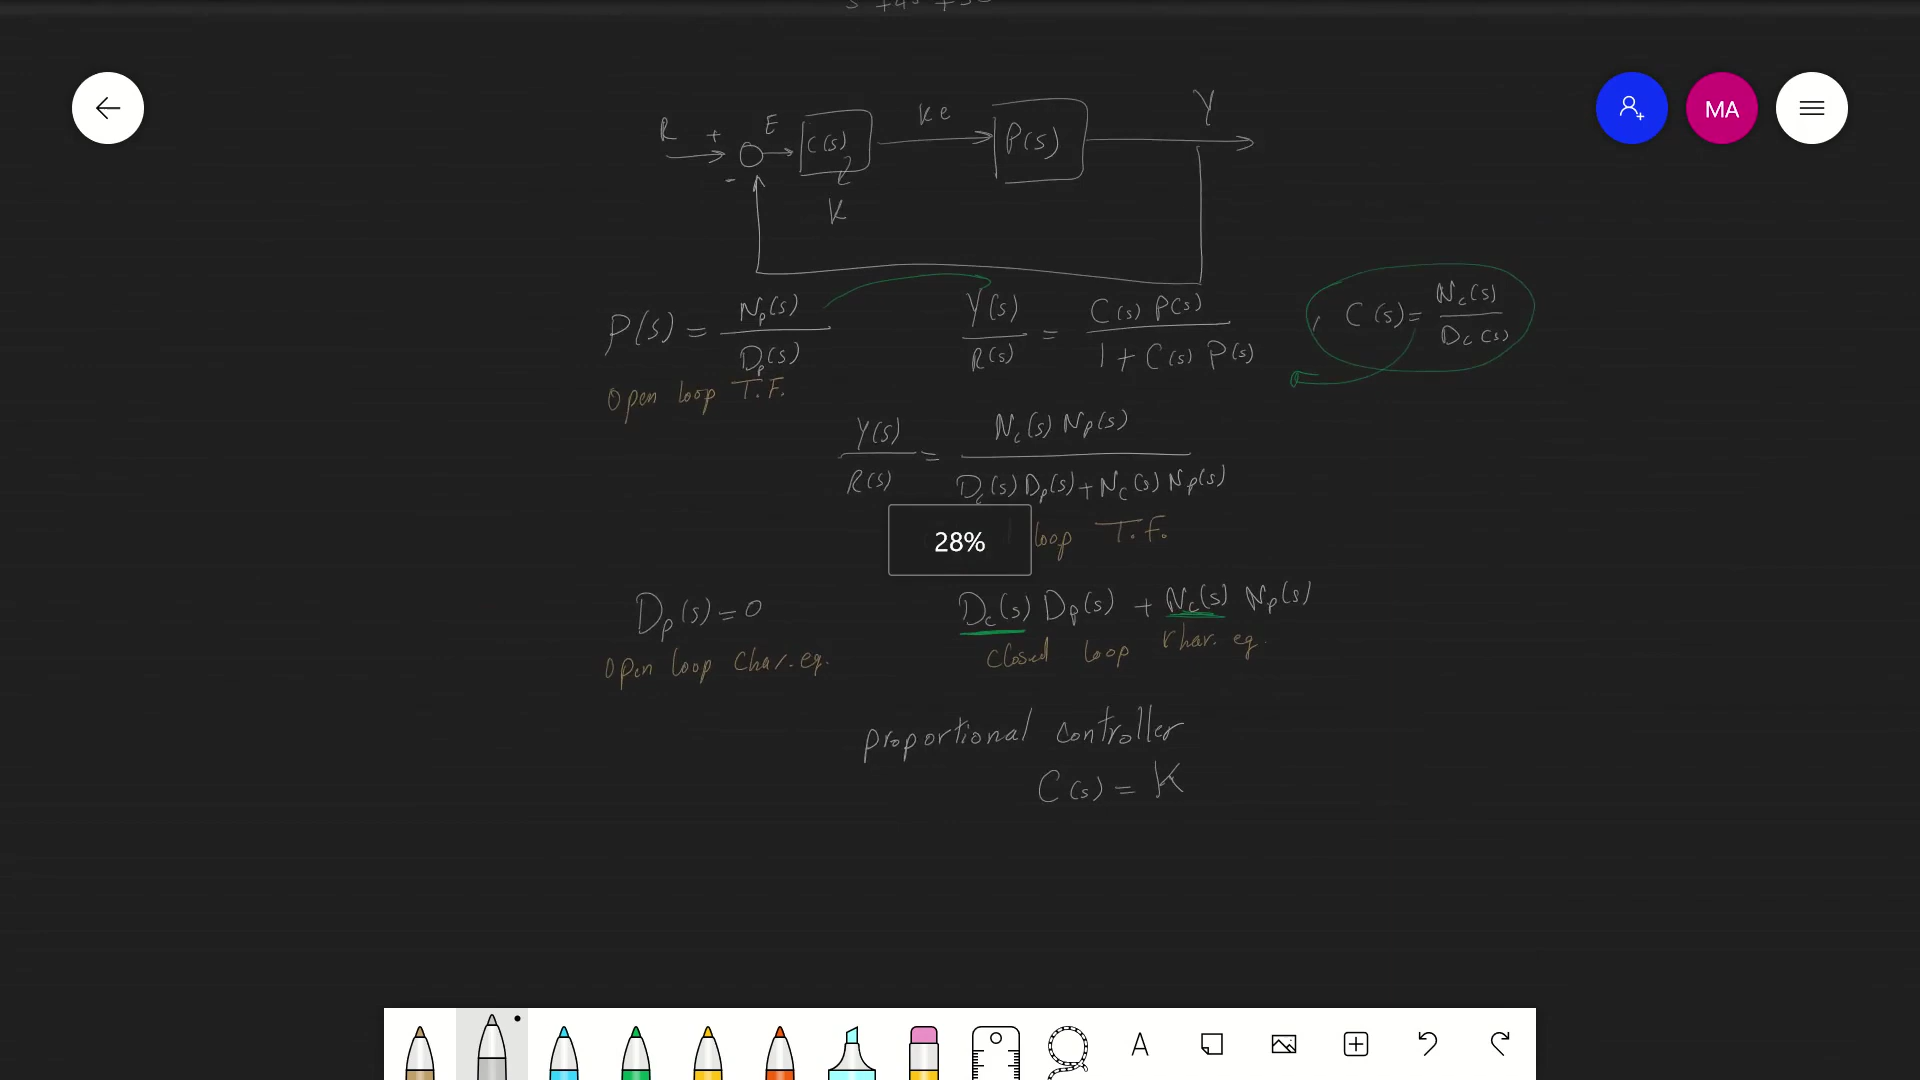 R + E C(s) ke P(s) Y
-
K
P(s) = Np(s) / Dp(s)
Y(s) / R(s) = C(s) P(s) / 1 + C(s) P(s)
, C(s) = Nc(s) / Dc(s)
Open loop T.F.
Y(s) / R(s) = Nc(s) Np(s) / Dc(s) Dp(s) + Nc(s) Np(s)
28%
loop T.F.
Dp(s) = 0
Dc(s) Dp(s) + Nc(s) Np(s)
Open loop Char. eq.
Closed loop char. eq.
proportional controller
C(s) = K
MA
A